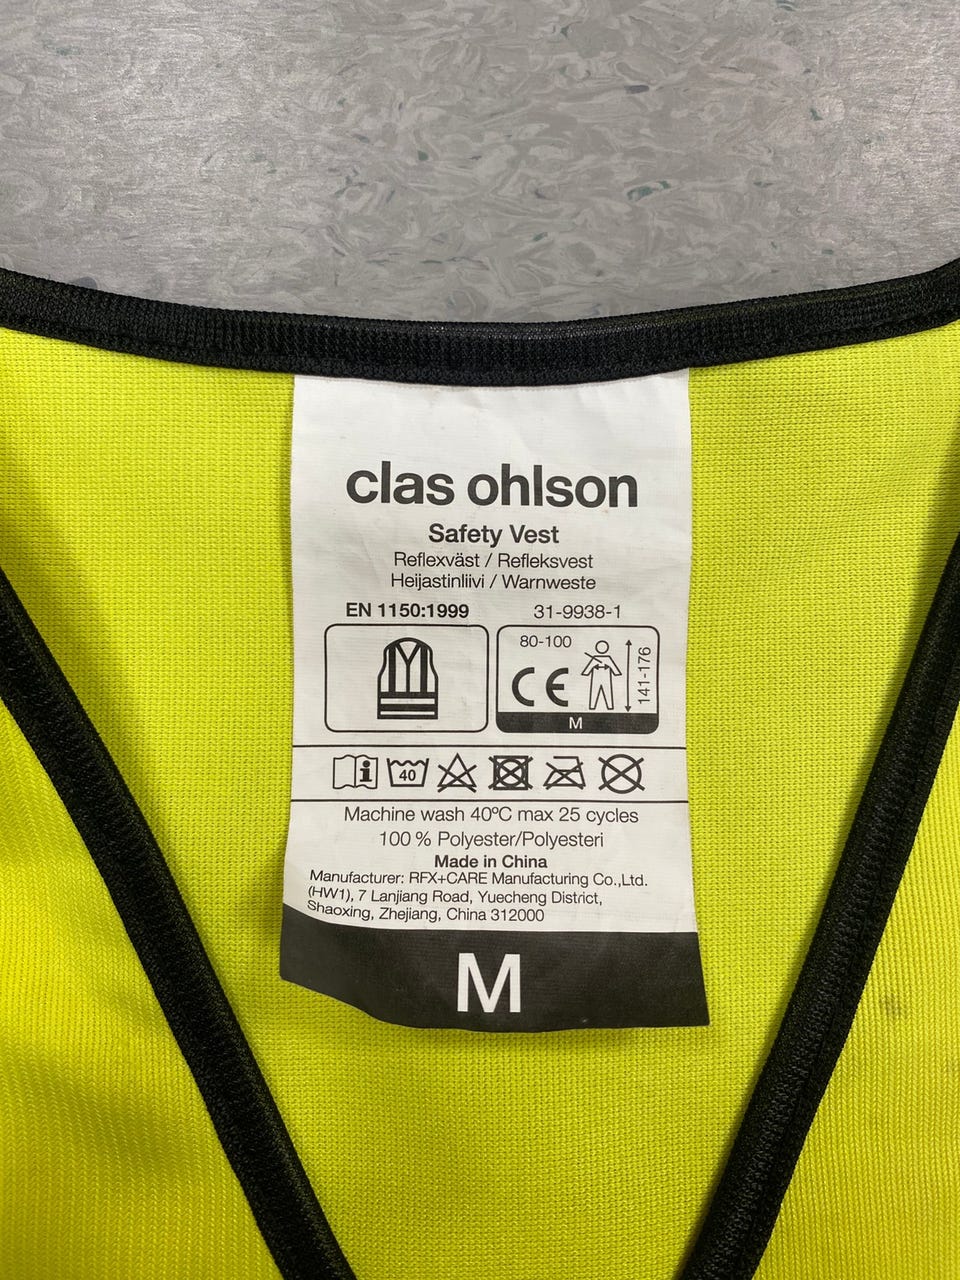 clas ohlson
Safety Vest
Reflexväst / Refleksvest
Heijastinliivi / Warnweste
EN 1150:1999 31-9938-1
80-100
CE
141-176
M
i
40
Machine wash 40ºC max 25 cycles
100 % Polyester/Polyesteri
Made in China
Manufacturer: RFX+CARE Manufacturing Co.,Ltd.
(HW1), 7 Lanjiang Road, Yuecheng District,
Shaoxing, Zhejiang, China 312000
M